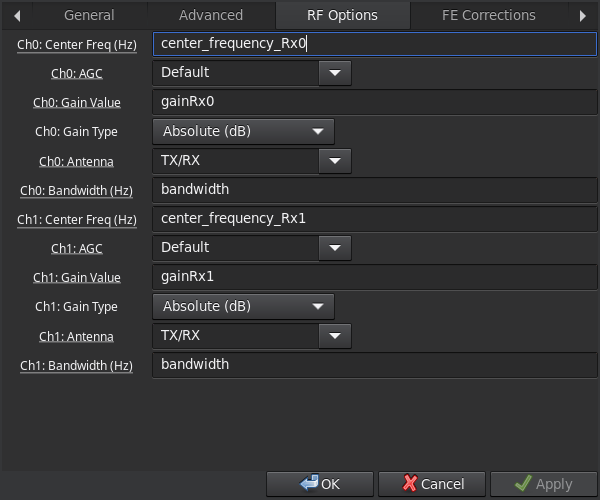 General Advanced RF Options FE Corrections
Ch0: Center Freq (Hz) center_frequency_Rx0
Ch0: AGC Default
Ch0: Gain Value gainRx0
Ch0: Gain Type Absolute (dB)
Ch0: Antenna TX/RX
Ch0: Bandwidth (Hz) bandwidth
Ch1: Center Freq (Hz) center_frequency_Rx1
Ch1: AGC Default
Ch1: Gain Value gainRx1
Ch1: Gain Type Absolute (dB)
Ch1: Antenna TX/RX
Ch1: Bandwidth (Hz) bandwidth
OK Cancel Apply